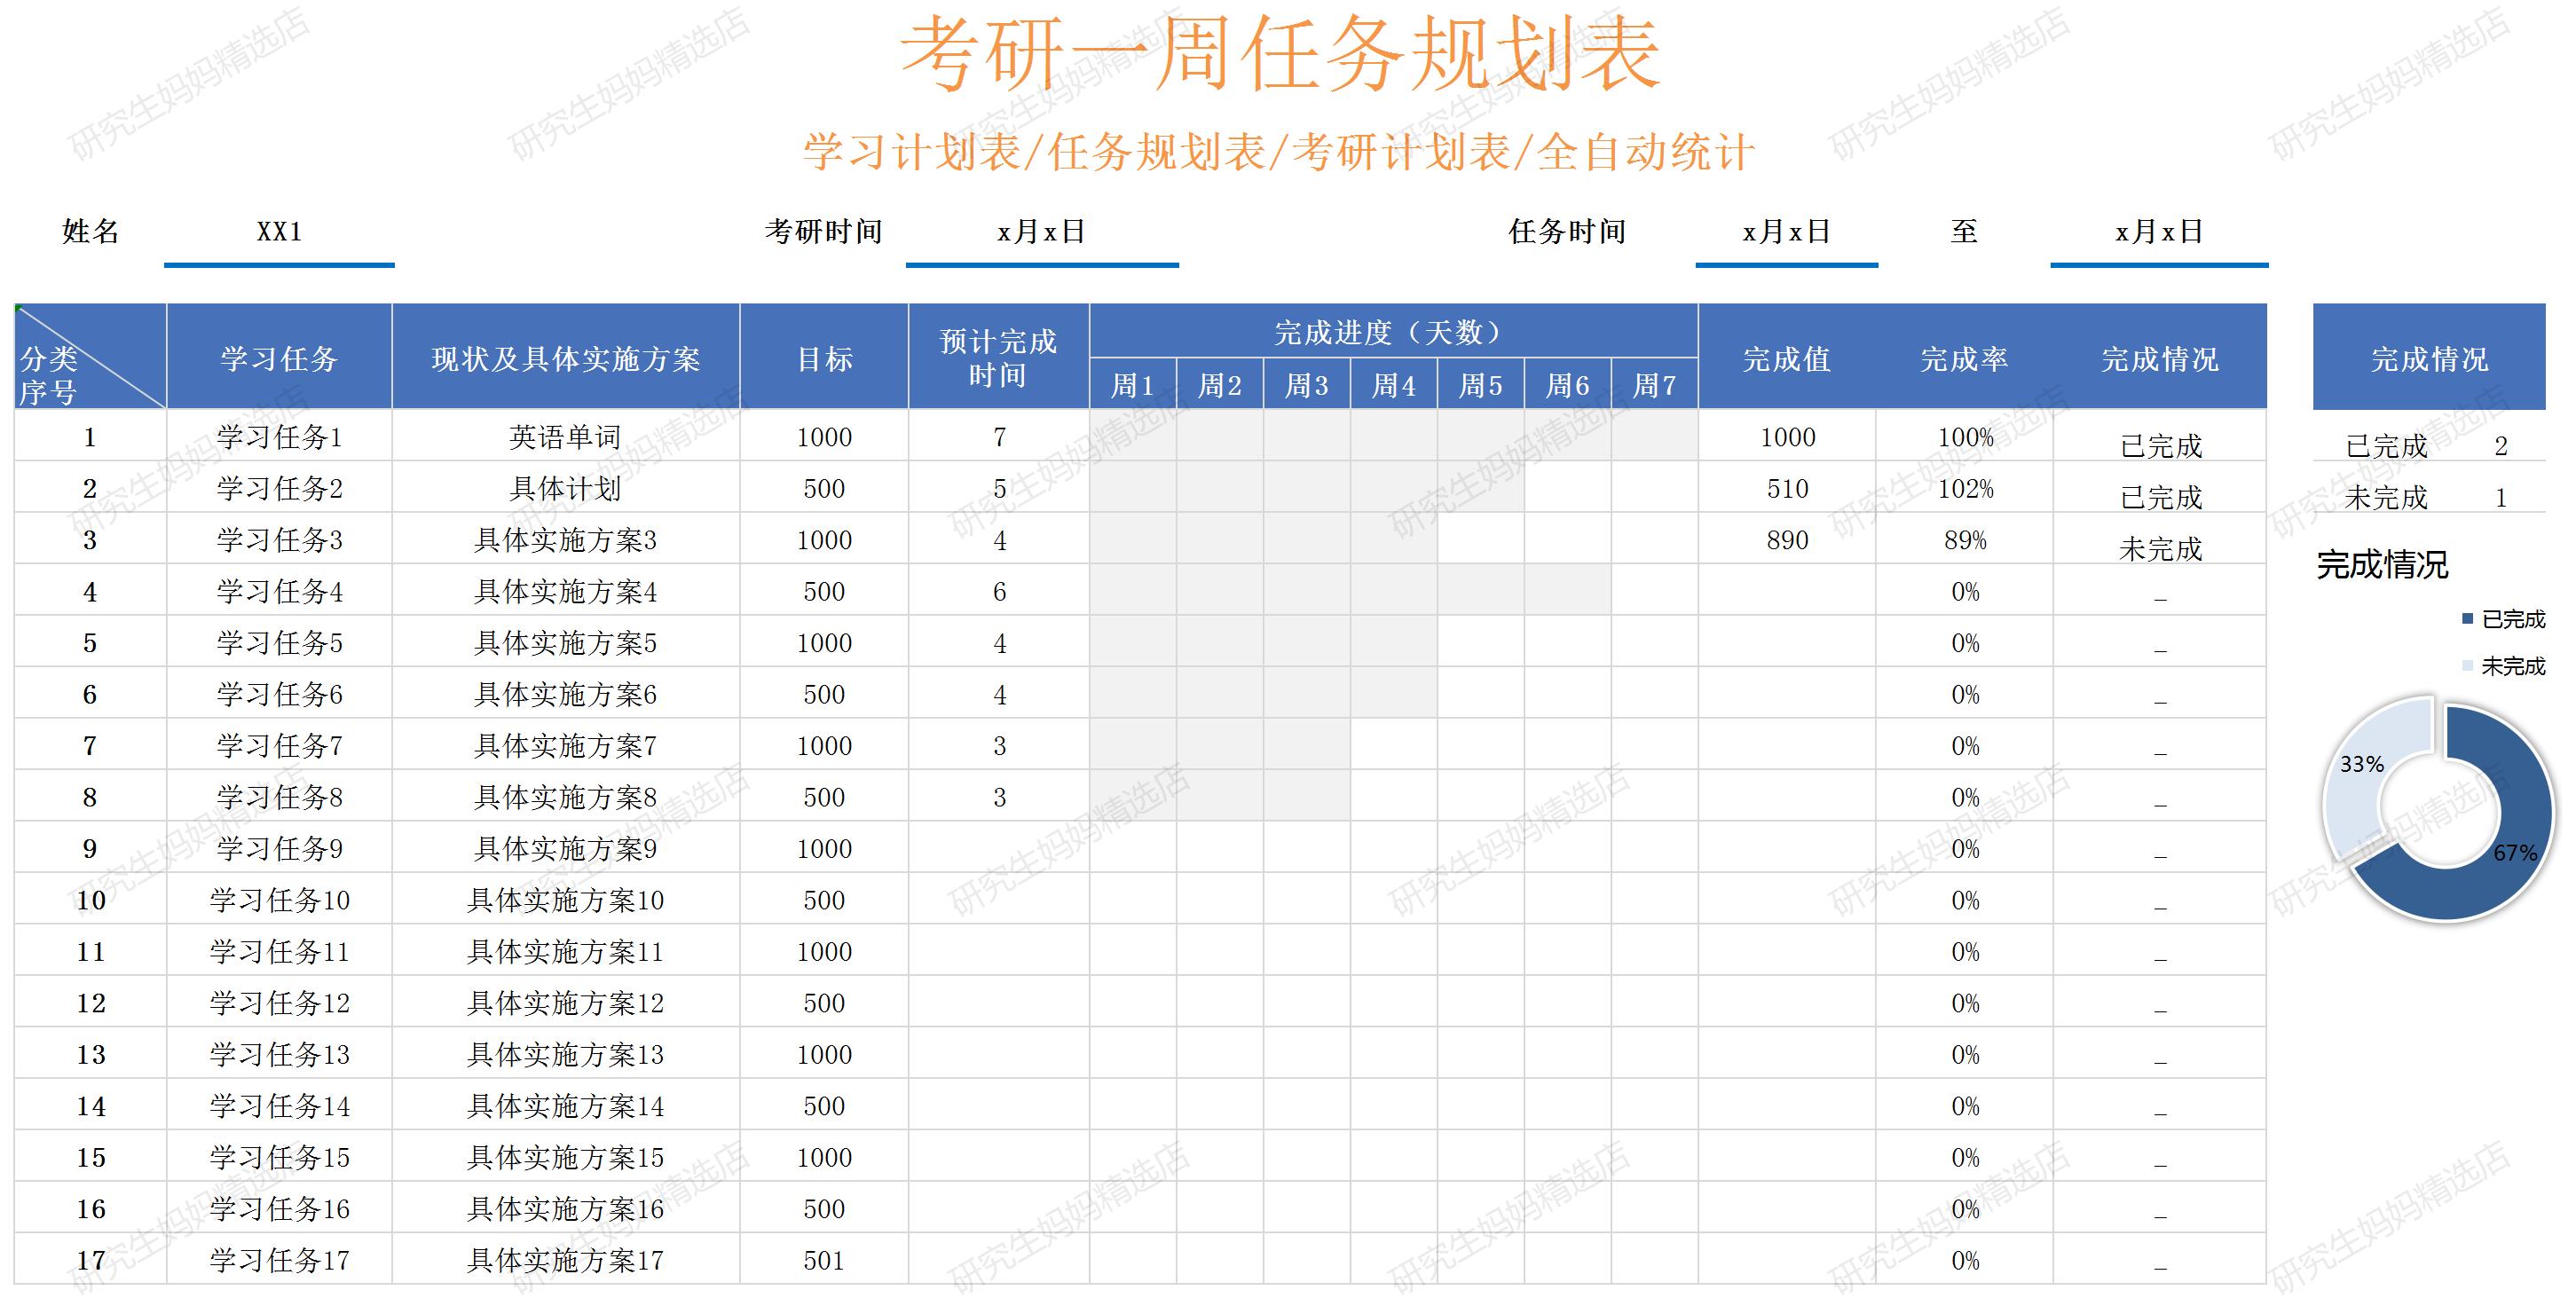 考研一周任务规划表
学习计划表/任务规划表/考研计划表/全自动统计
姓名 XX1 考研时间 x月x日 任务时间 x月x日 至 x月x日
分类 序号 学习任务 现状及具体实施方案 目标 预计完成时间 完成进度（天数） 完成值 完成率 完成情况
周1 周2 周3 周4 周5 周6 周7
1 学习任务1 英语单词 1000 7 1000 100% 已完成
2 学习任务2 具体计划 500 5 510 102% 已完成
3 学习任务3 具体实施方案3 1000 4 890 89% 未完成
4 学习任务4 具体实施方案4 500 6 0% _
5 学习任务5 具体实施方案5 1000 4 0% _
6 学习任务6 具体实施方案6 500 4 0% _
7 学习任务7 具体实施方案7 1000 3 0% _
8 学习任务8 具体实施方案8 500 3 0% _
9 学习任务9 具体实施方案9 1000 0% _
10 学习任务10 具体实施方案10 500 0% _
11 学习任务11 具体实施方案11 1000 0% _
12 学习任务12 具体实施方案12 500 0% _
13 学习任务13 具体实施方案13 1000 0% _
14 学习任务14 具体实施方案14 500 0% _
15 学习任务15 具体实施方案15 1000 0% _
16 学习任务16 具体实施方案16 500 0% _
17 学习任务17 具体实施方案17 501 0% _
完成情况
已完成 2
未完成 1
完成情况
已完成
未完成
33%
67%
研究生妈妈精选店